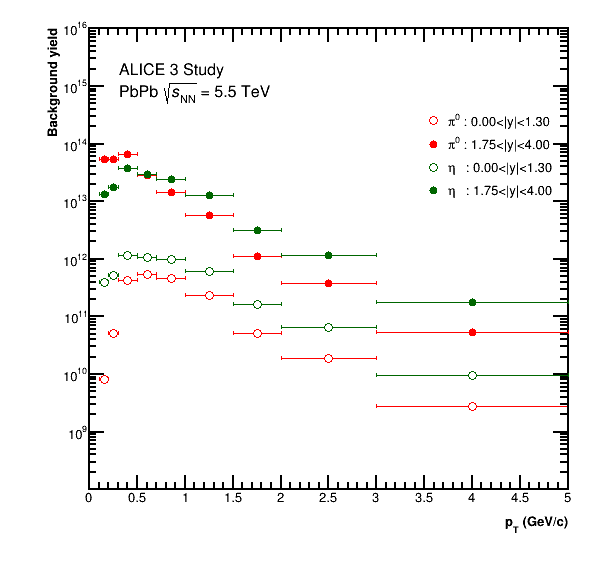 Background yield
10^16
10^15
10^14
10^13
10^12
10^11
10^10
10^9
ALICE 3 Study
PbPb √s_NN = 5.5 TeV
π^0 : 0.00<|y|<1.30
π^0 : 1.75<|y|<4.00
η : 0.00<|y|<1.30
η : 1.75<|y|<4.00
0 0.5 1 1.5 2 2.5 3 3.5 4 4.5 5
p_T (GeV/c)